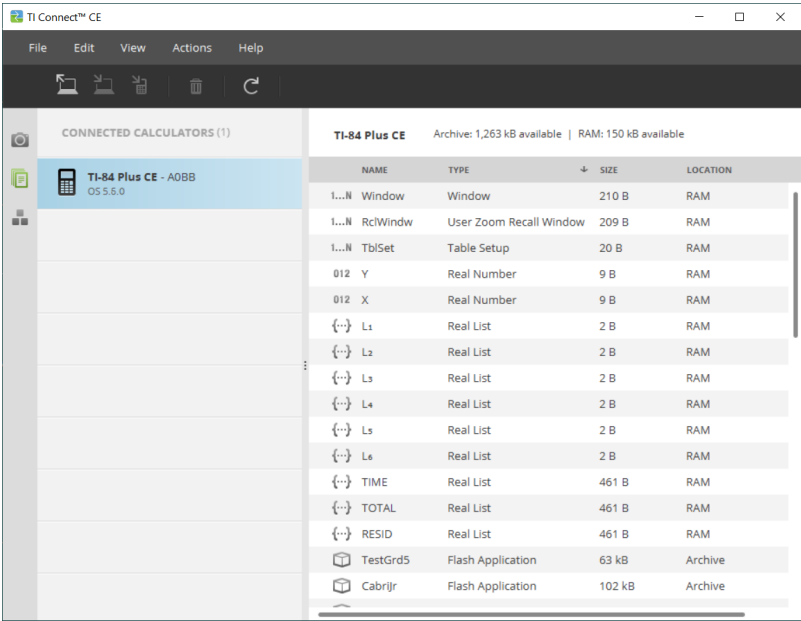 TI Connect™ CE
File Edit View Actions Help
CONNECTED CALCULATORS (1)
TI-84 Plus CE - A0BB
OS 5.6.0
TI-84 Plus CE Archive: 1,263 kB available | RAM: 150 kB available
NAME TYPE SIZE LOCATION
1...N Window Window 210 B RAM
1...N RclWindw User Zoom Recall Window 209 B RAM
1...N TblSet Table Setup 20 B RAM
012 Y Real Number 9 B RAM
012 X Real Number 9 B RAM
{···} L₁ Real List 2 B RAM
{···} L₂ Real List 2 B RAM
{···} L₃ Real List 2 B RAM
{···} L₄ Real List 2 B RAM
{···} L₅ Real List 2 B RAM
{···} L₆ Real List 2 B RAM
{···} TIME Real List 461 B RAM
{···} TOTAL Real List 461 B RAM
{···} RESID Real List 461 B RAM
TestGrd5 Flash Application 63 kB Archive
CabriJr Flash Application 102 kB Archive